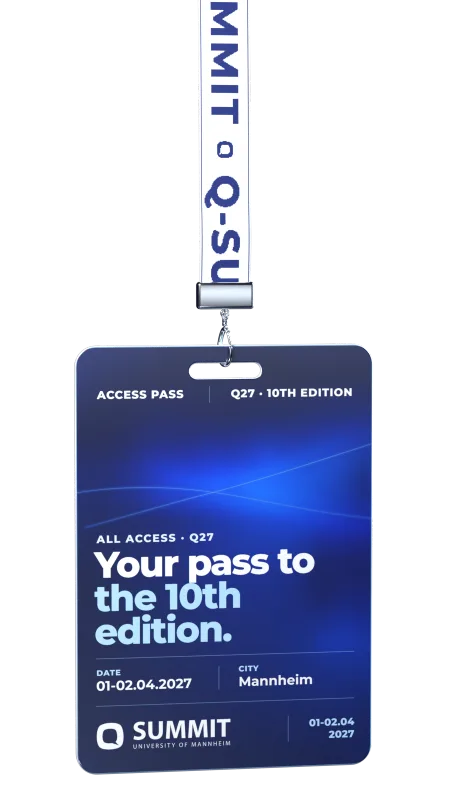 MMIT Q-SU
ACCESS PASS
Q27 · 10TH EDITION
ALL ACCESS · Q27
Your pass to
the 10th
edition.
DATE
01-02.04.2027
CITY
Mannheim
SUMMIT
UNIVERSITY OF MANNHEIM
01-02.04
2027